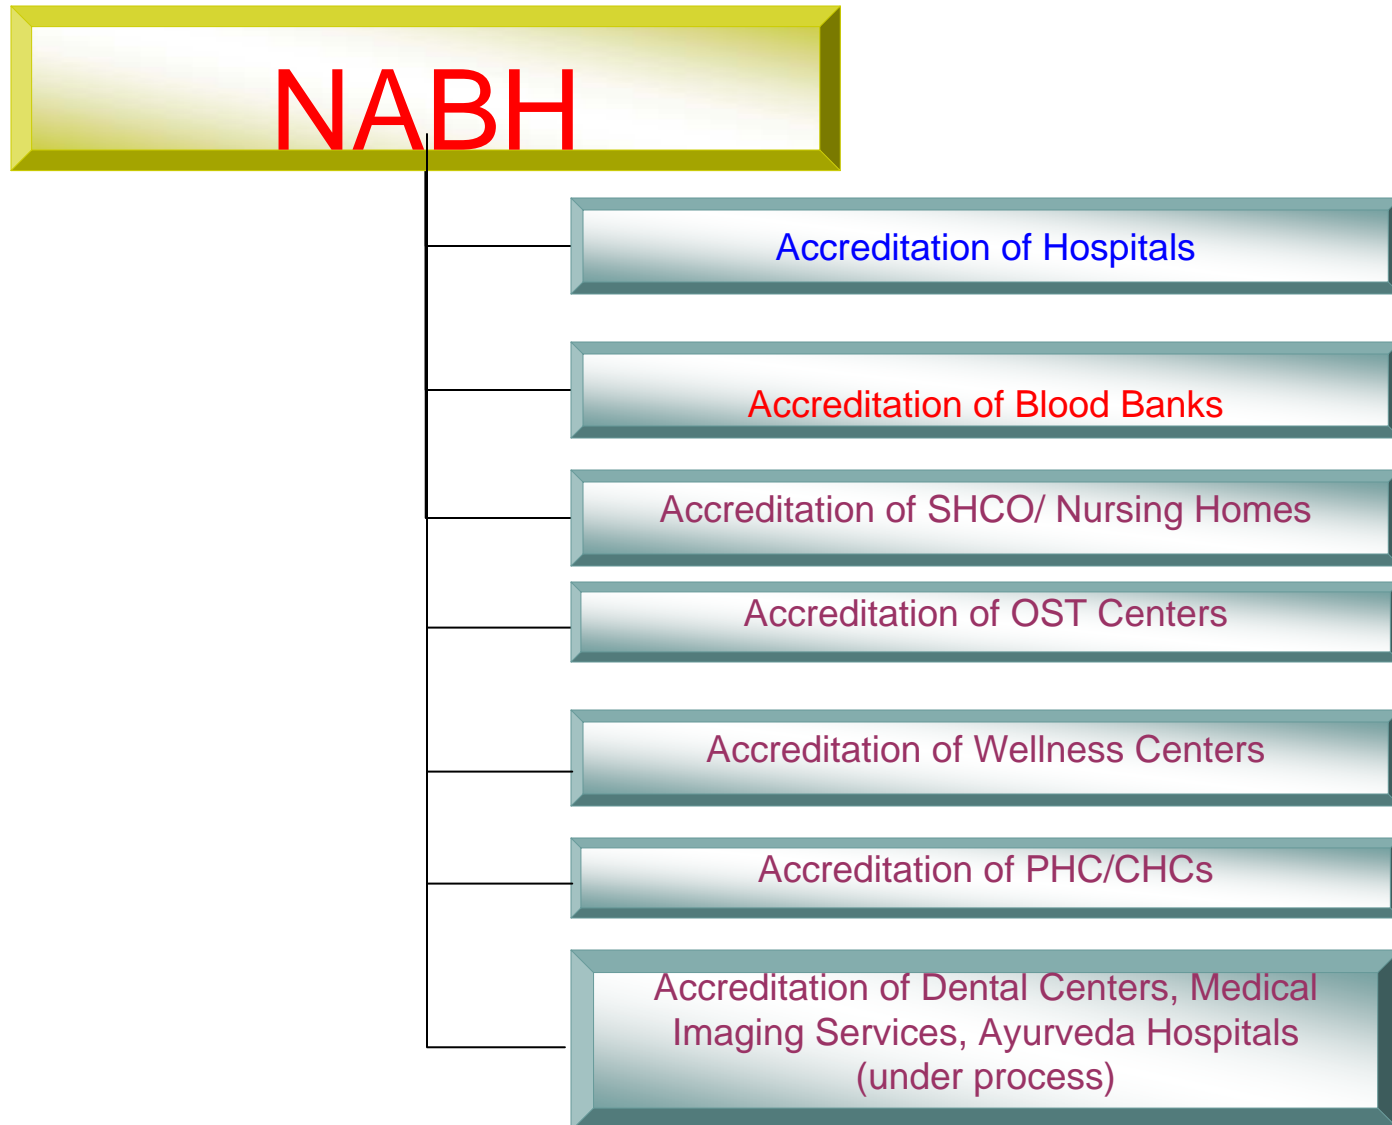 NABH
Accreditation of Hospitals
Accreditation of Blood Banks
Accreditation of SHCO/ Nursing Homes
Accreditation of OST Centers
Accreditation of Wellness Centers
Accreditation of PHC/CHCs
Accreditation of Dental Centers, Medical
Imaging Services, Ayurveda Hospitals
(under process)